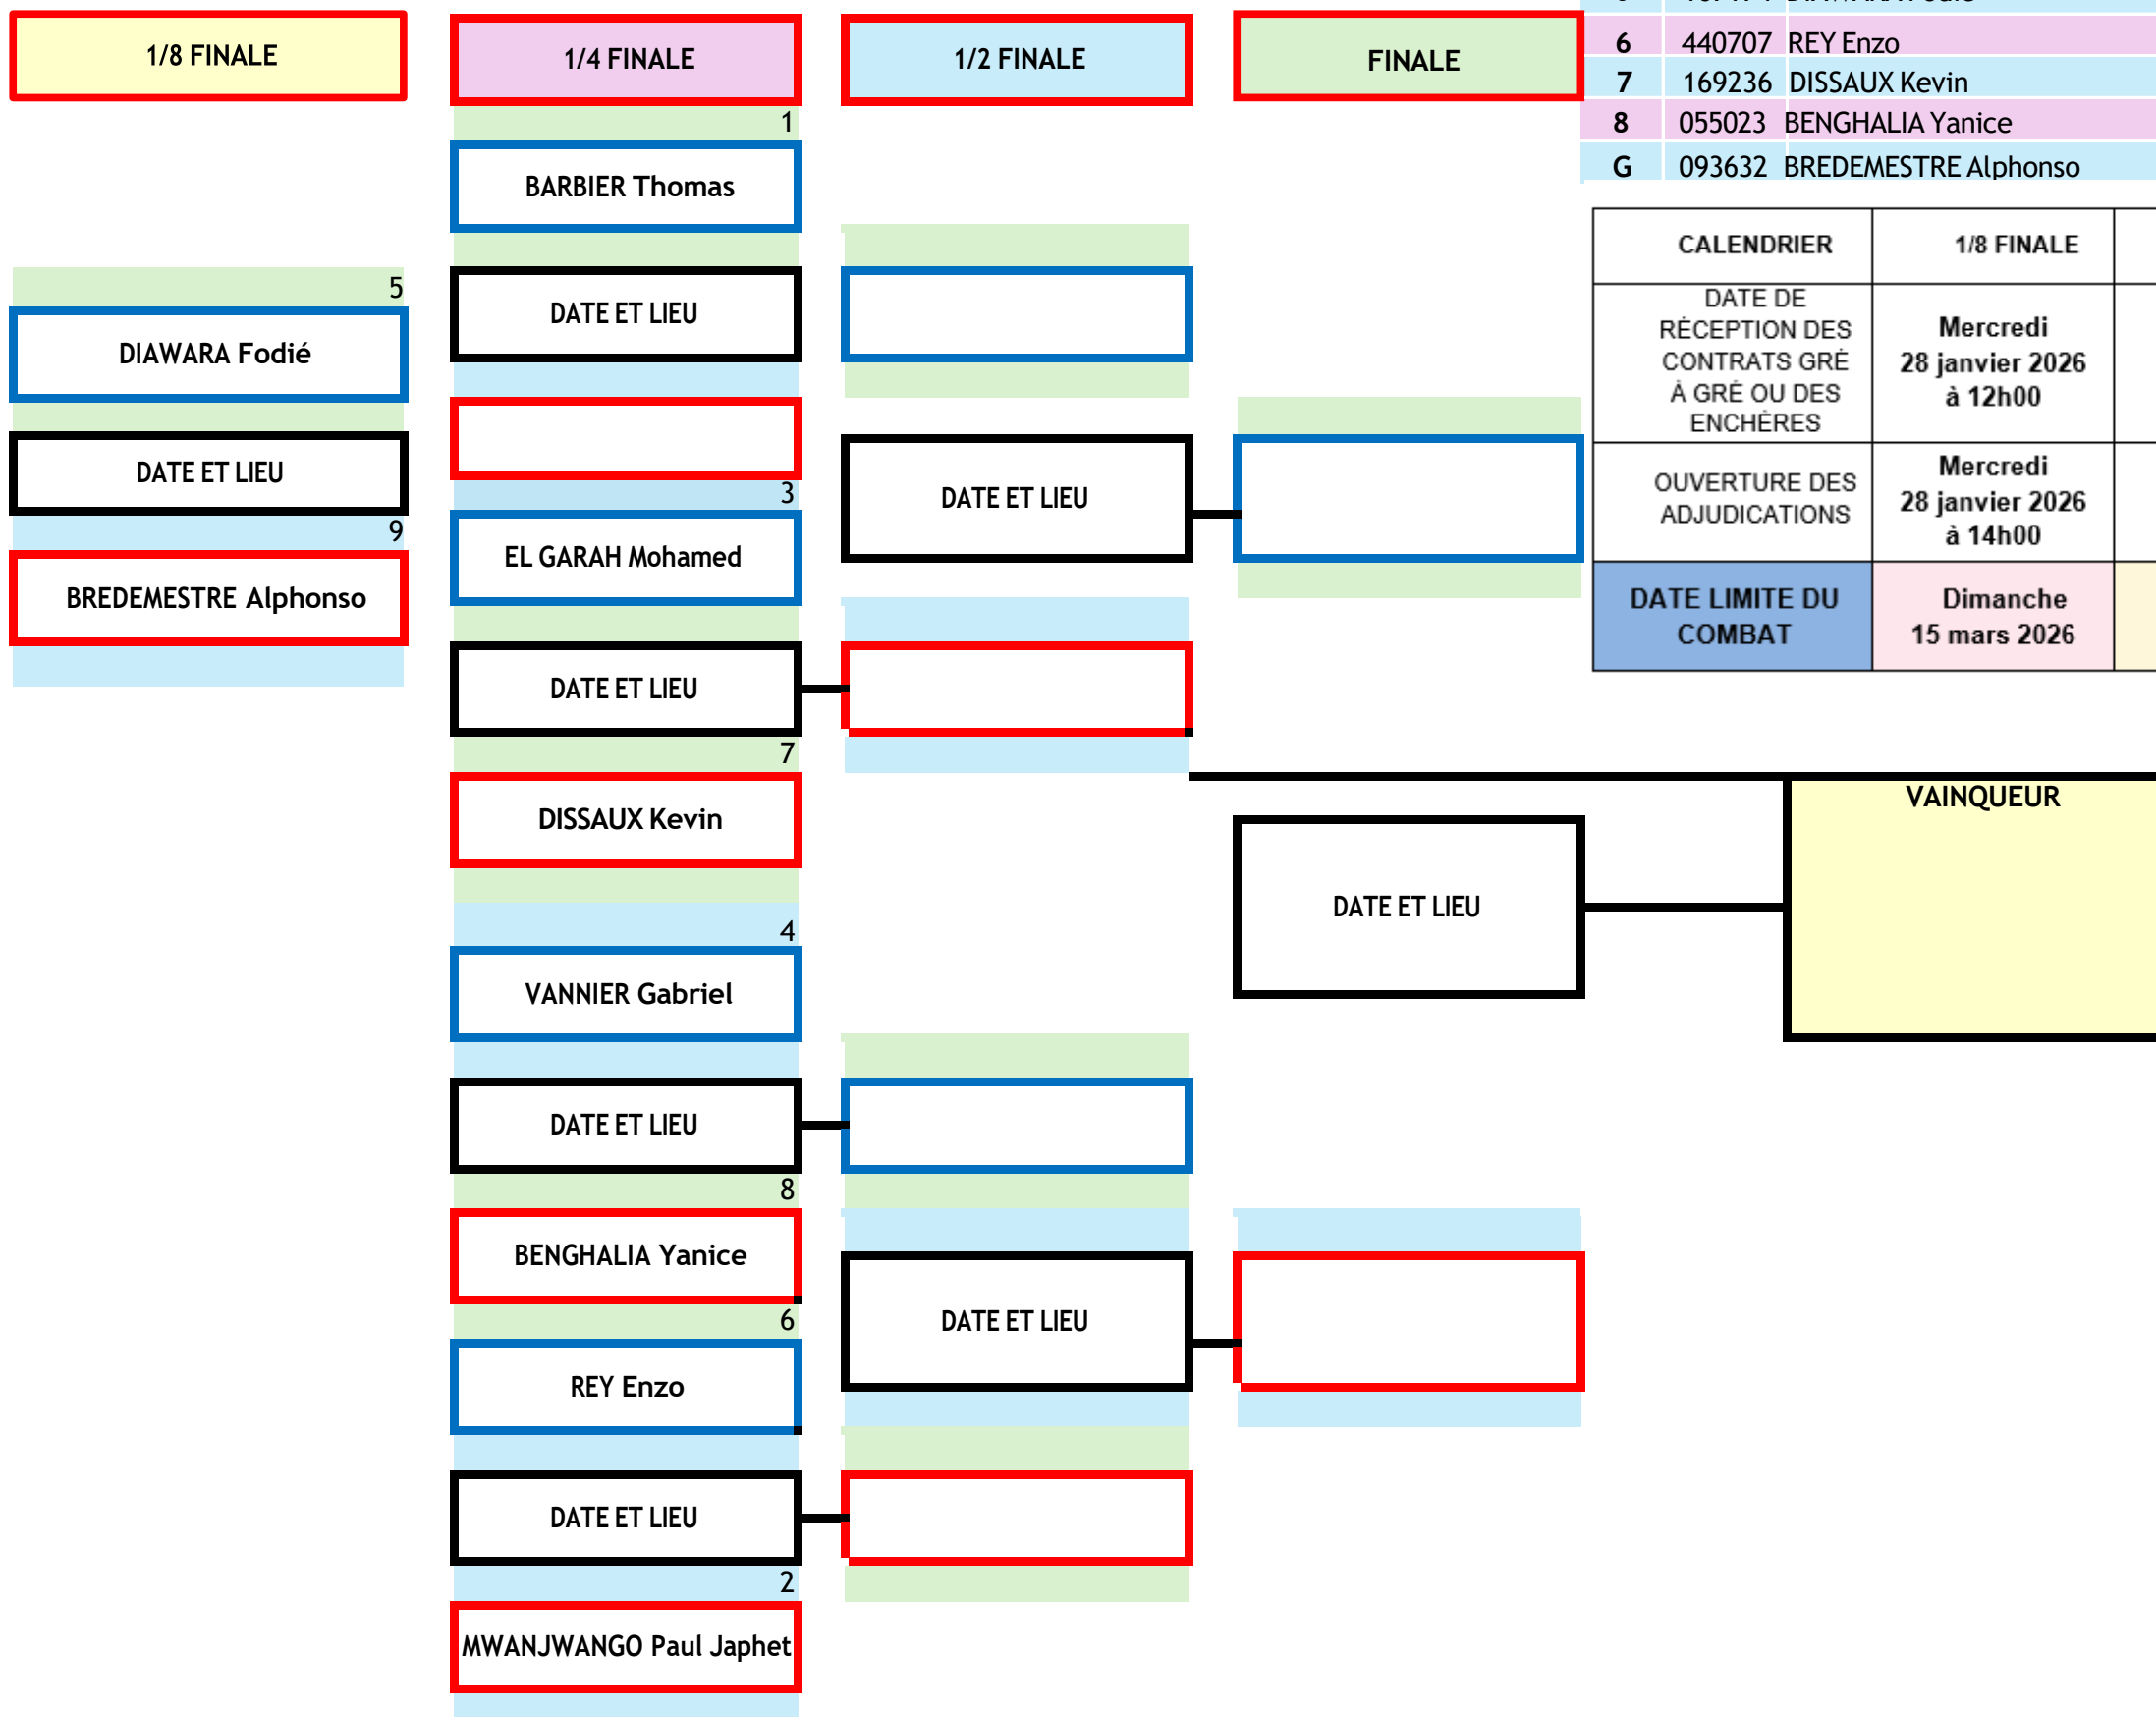 1/8 FINALE
1/4 FINALE
1/2 FINALE
FINALE
6 440707 REY Enzo
7 169236 DISSAUX Kevin
8 055023 BENGHALIA Yanice
G 093632 BREDEMESTRE Alphonso
1
BARBIER Thomas
DATE ET LIEU
3
EL GARAH Mohamed
DATE ET LIEU
7
DISSAUX Kevin
4
VANNIER Gabriel
DATE ET LIEU
8
BENGHALIA Yanice
6
REY Enzo
DATE ET LIEU
2
MWANJWANGO Paul Japhet
5
DIAWARA Fodié
DATE ET LIEU
9
BREDEMESTRE Alphonso
DATE ET LIEU
DATE ET LIEU
DATE ET LIEU
CALENDRIER
1/8 FINALE
DATE DE
RÉCEPTION DES
CONTRATS GRÉ
À GRÉ OU DES
ENCHÈRES
Mercredi
28 janvier 2026
à 12h00
OUVERTURE DES
ADJUDICATIONS
Mercredi
28 janvier 2026
à 14h00
DATE LIMITE DU
COMBAT
Dimanche
15 mars 2026
VAINQUEUR